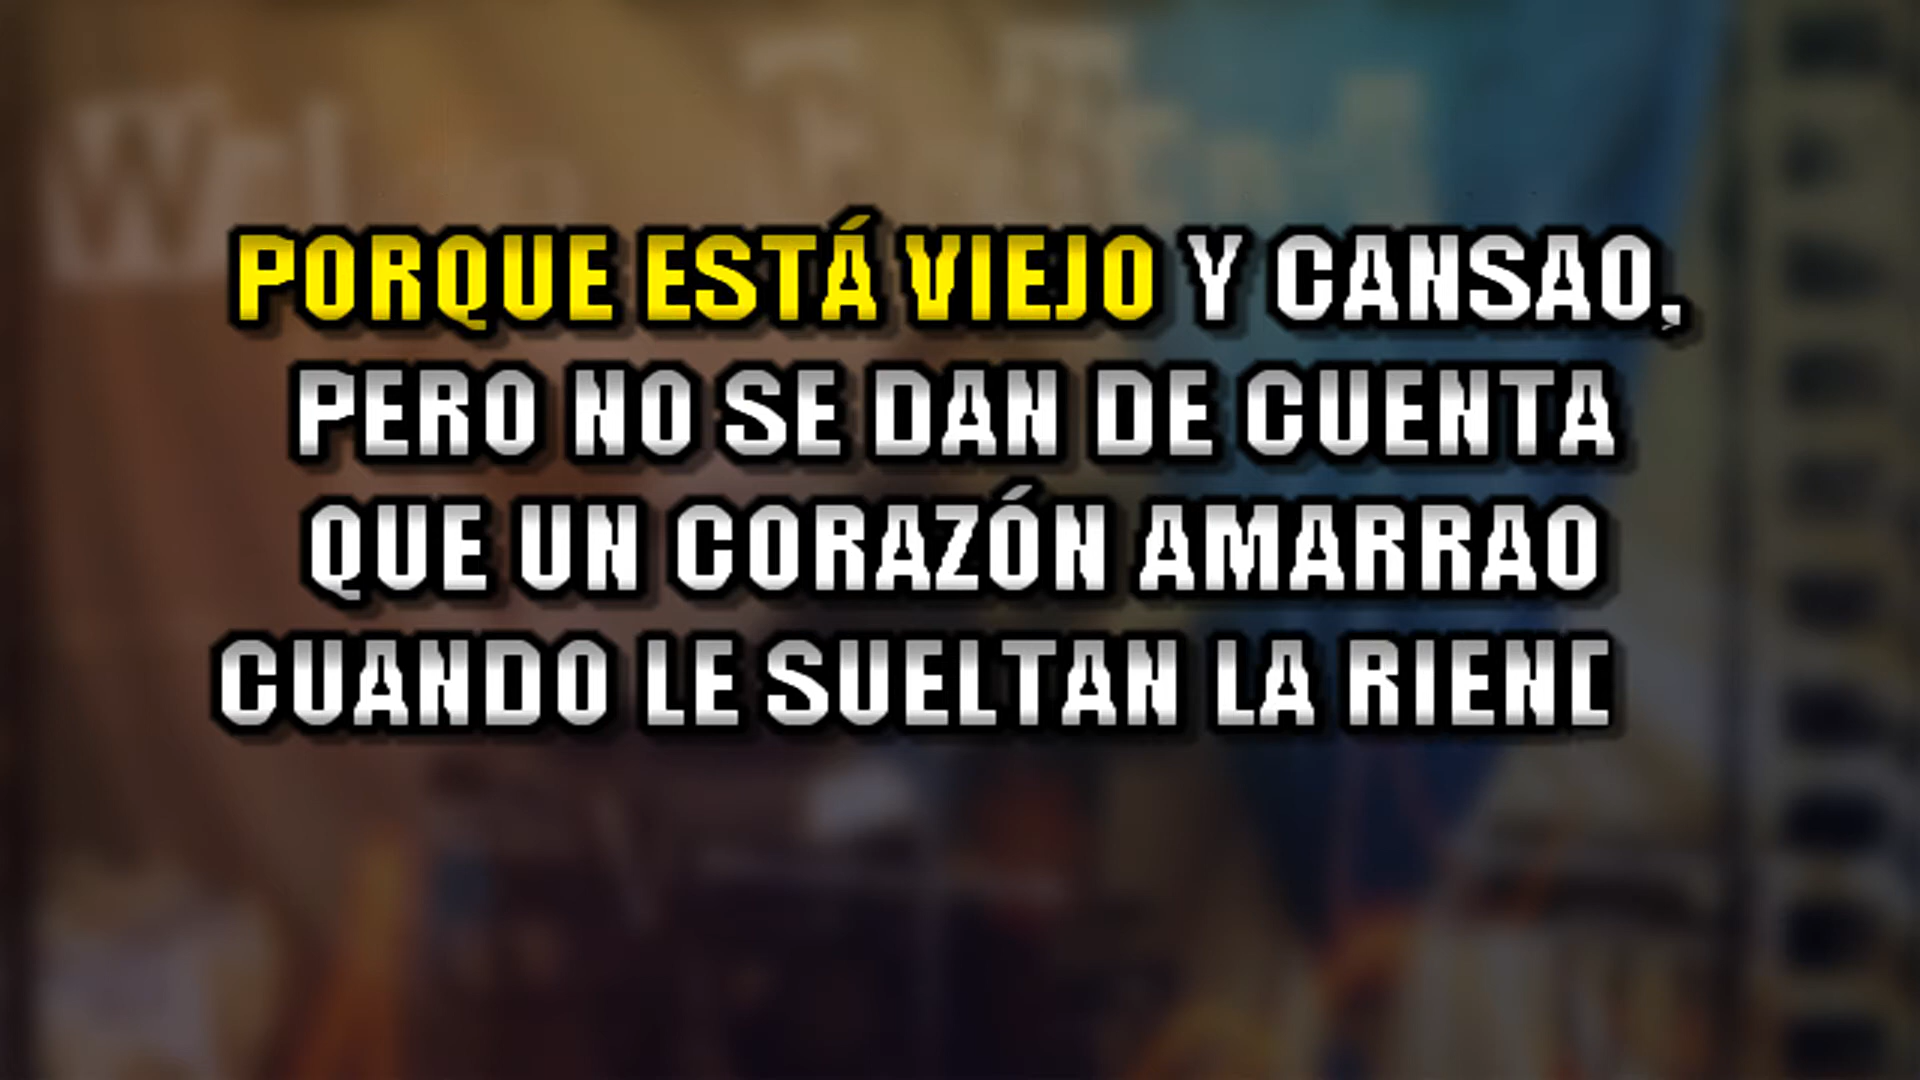 PORQUE ESTÁ VIEJO Y CANSAO,
PERO NO SE DAN DE CUENTA
QUE UN CORAZÓN AMARRAO
CUANDO LE SUELTAN LA